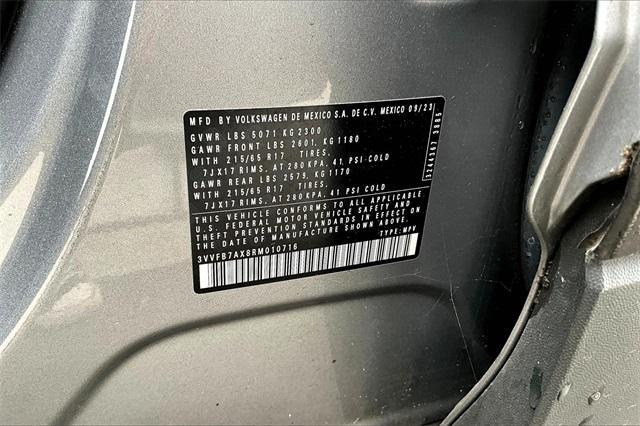 MFD BY VOLKSWAGEN DE MEXICO S.A. DE C.V. MEXICO 09/23
GVWR LBS 5071 KG 2300
GAWR FRONT LBS 2601, KG 1180
WITH 215/65 R17 TIRES,
7JX17 RIMS, AT 280 KPA, 41 PSI-COLD
GAWR REAR LBS 2579, KG 1170
WITH 215/65 R17 TIRES,
7JX17 RIMS, AT 280 KPA, 41 PSI COLD
THIS VEHICLE CONFORMS TO ALL APPLICABLE
U.S. FEDERAL MOTOR VEHICLE SAFETY AND
THEFT PREVENTION STANDARDS IN EFFECT ON
THE DATE OF MANUFACTURE SHOWN ABOVE.
3VVFB7AX8RM010716 TYPE: MPV